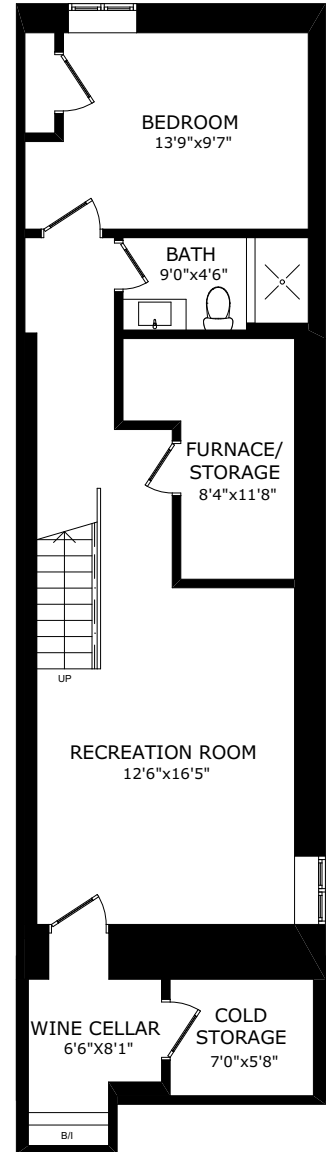 BEDROOM
13'9"x9'7"
BATH
9'0"x4'6"
FURNACE/
STORAGE
8'4"x11'8"
UP
RECREATION ROOM
12'6"x16'5"
WINE CELLAR
6'6"X8'1"
COLD
STORAGE
7'0"x5'8"
B/I